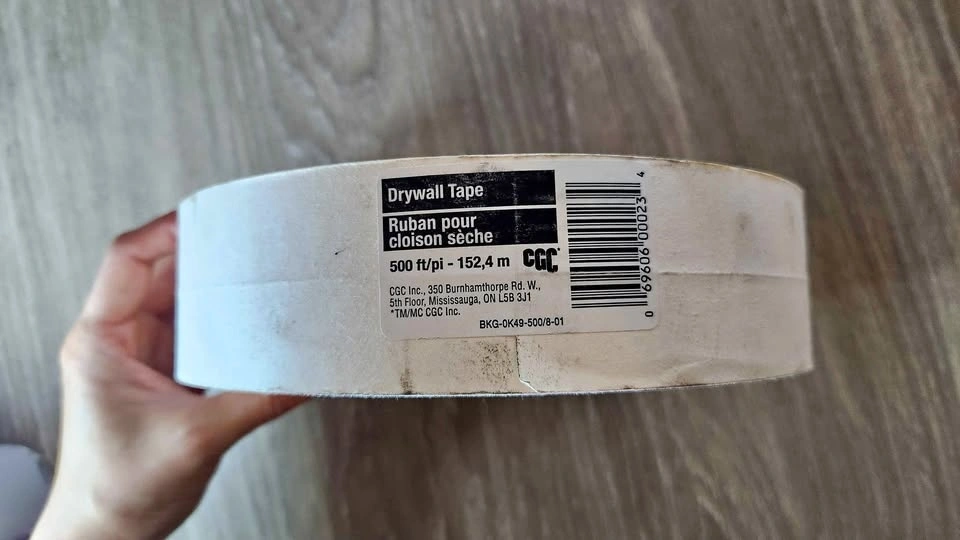 Drywall Tape
Ruban pour
cloison sèche
500 ft/pi - 152,4 m CGC*
CGC Inc., 350 Burnhamthorpe Rd. W.,
5th Floor, Mississauga, ON L5B 3J1
*TM/MC CGC Inc.
BKG-0K49-500/8-01
0 69606 00023 4